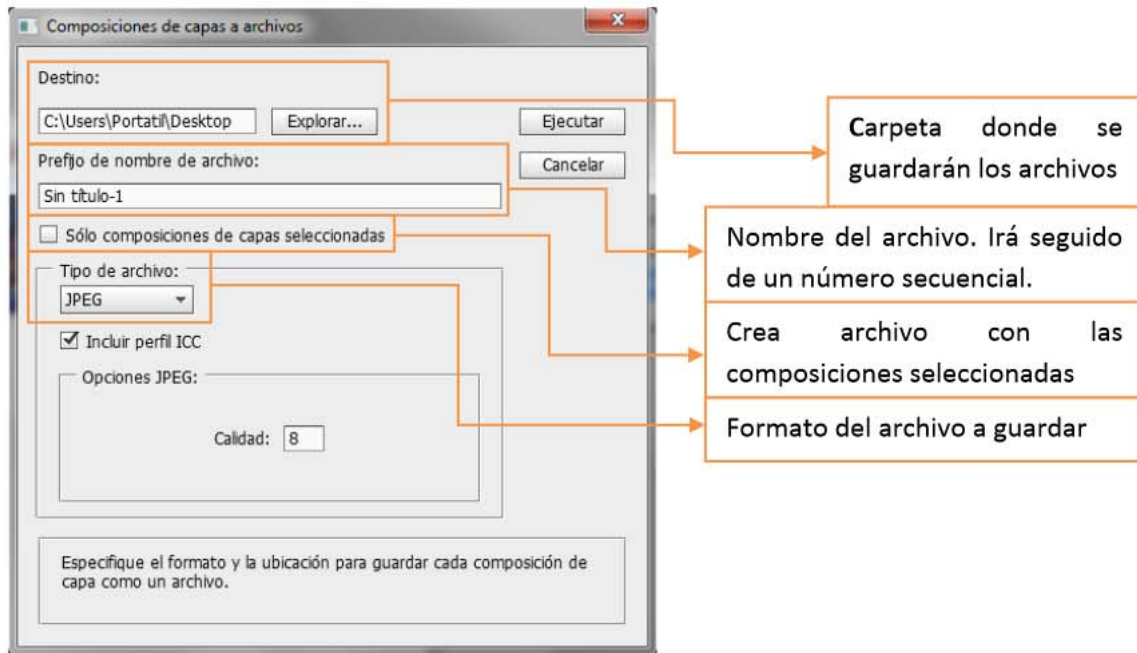 Composiciones de capas a archivos
Destino:
C:\Users\Portatil\Desktop
Explorar...
Ejecutar
Prefijo de nombre de archivo:
Cancelar
Sin título-1
Sólo composiciones de capas seleccionadas
Tipo de archivo:
JPEG
Incluir perfil ICC
Opciones JPEG:
Calidad: 8
Especifique el formato y la ubicación para guardar cada composición de
capa como un archivo.
Carpeta donde se
guardarán los archivos
Nombre del archivo. Irá seguido
de un número secuencial.
Crea archivo con las
composiciones seleccionadas
Formato del archivo a guardar